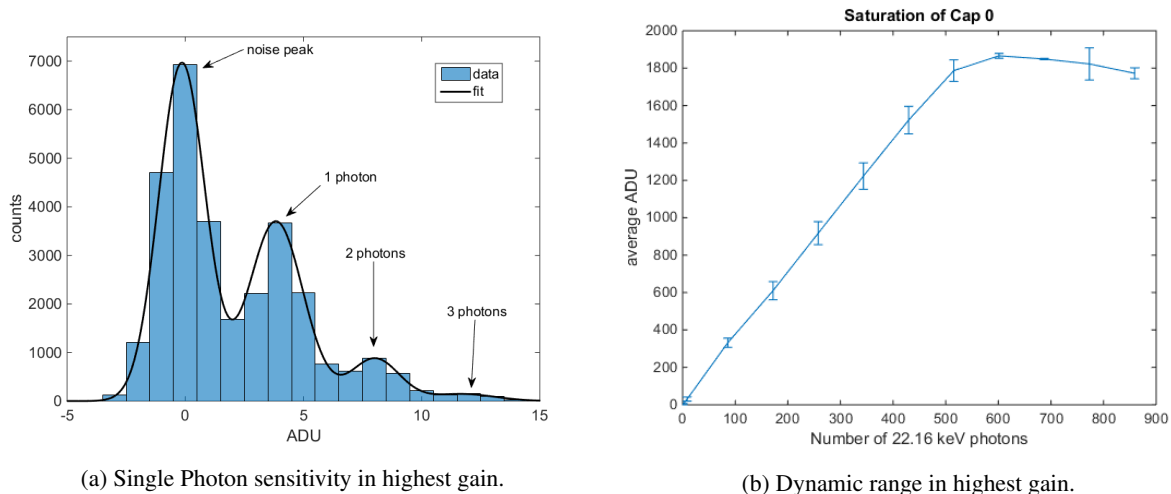 noise peak
data
fit
1 photon
2 photons
3 photons
counts
7000
6000
5000
4000
3000
2000
1000
0
-5
0
5
10
15
ADU
(a) Single Photon sensitivity in highest gain.
Saturation of Cap 0
average ADU
2000
1800
1600
1400
1200
1000
800
600
400
200
0
0
100
200
300
400
500
600
700
800
900
Number of 22.16 keV photons
(b) Dynamic range in highest gain.